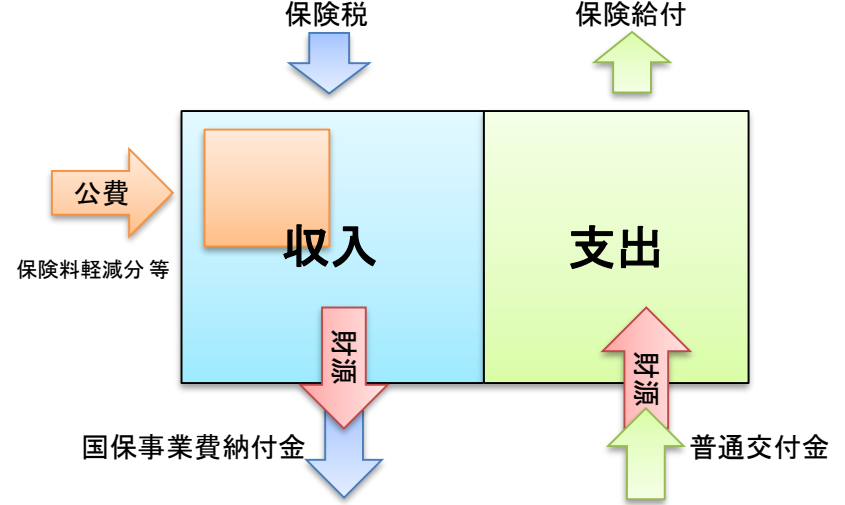 保険税
保険給付
公費
保険料軽減分 等
収入
支出
財源
財源
国保事業費納付金
普通交付金